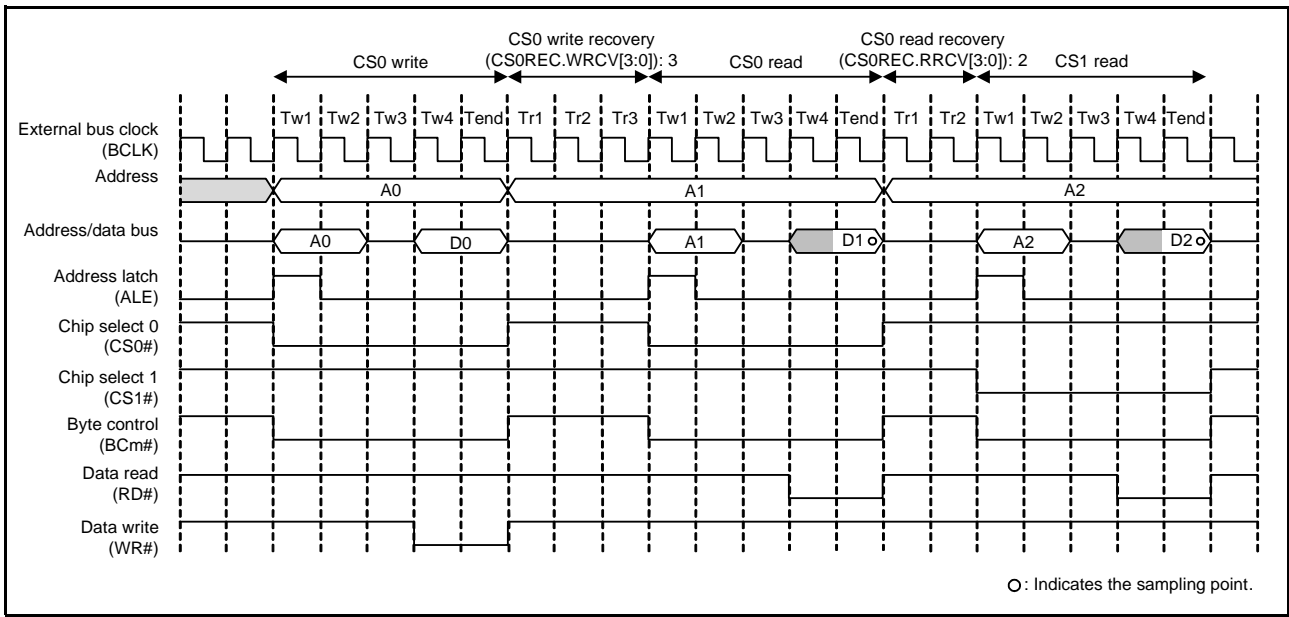 CS0 write recovery
CS0 read recovery
CS0 write
(CS0REC.WRCV[3:0]): 3
CS0 read
(CS0REC.RRCV[3:0]): 2
CS1 read
Tw1 Tw2 Tw3 Tw4 Tend Tr1 Tr2 Tr3 Tw1 Tw2 Tw3 Tw4 Tend Tr1 Tr2 Tw1 Tw2 Tw3 Tw4 Tend
External bus clock
(BCLK)
Address
A0 A1 A2
Address/data bus
A0 D0 A1 D1 A2 D2
Address latch
(ALE)
Chip select 0
(CS0#)
Chip select 1
(CS1#)
Byte control
(BCm#)
Data read
(RD#)
Data write
(WR#)
: Indicates the sampling point.